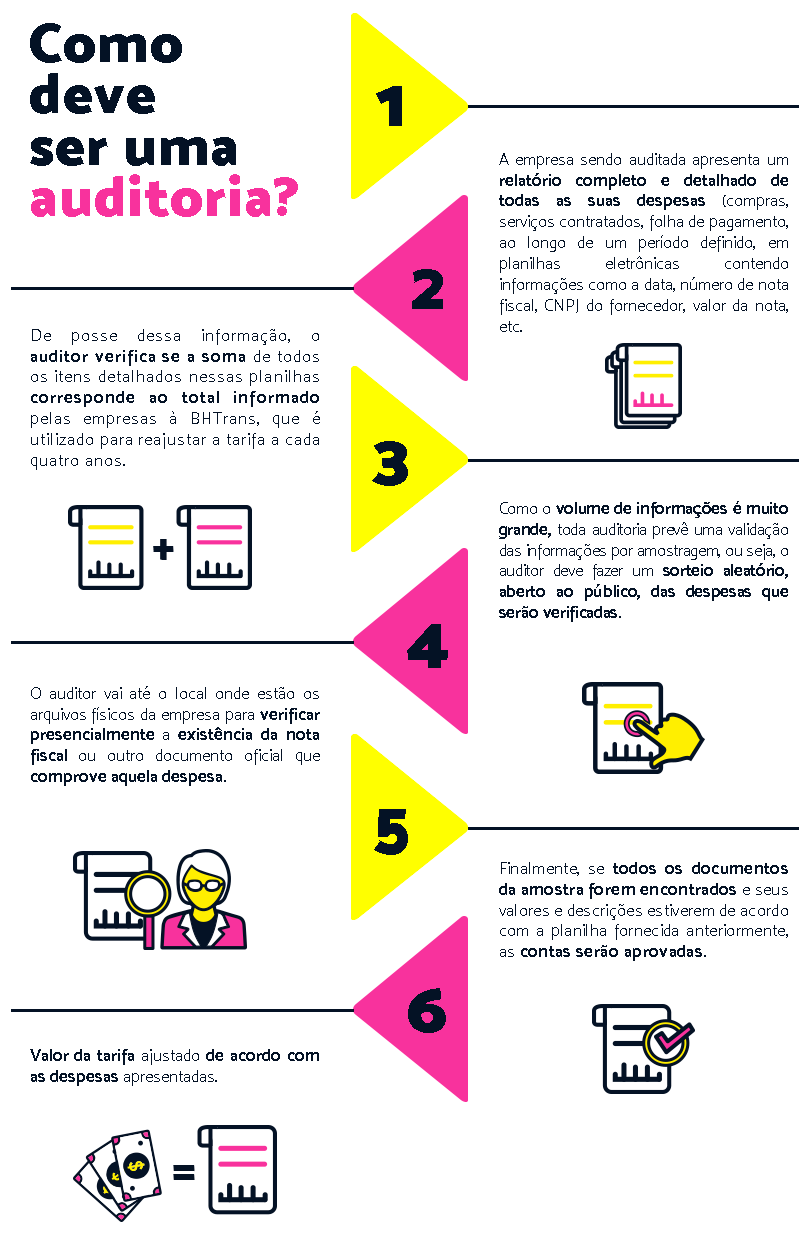 Como
deve
ser uma
auditoria?
1
A empresa sendo auditada apresenta um
relatório completo e detalhado de
todas as suas despesas (compras,
serviços contratados, folha de pagamento,
ao longo de um período definido, em
planilhas eletrônicas contendo
informações como a data, número de nota
fiscal, CNPJ do fornecedor, valor da nota,
etc.
2
De posse dessa informação, o
auditor verifica se a soma de todos
os itens detalhados nessas planilhas
corresponde ao total informado
pelas empresas à BHTrans, que é
utilizado para reajustar a tarifa a cada
quatro anos.
+
3
Como o volume de informações é muito
grande, toda auditoria prevê uma validação
das informações por amostragem, ou seja, o
auditor deve fazer um sorteio aleatório,
aberto ao público, das despesas que
serão verificadas.
4
O auditor vai até o local onde estão os
arquivos físicos da empresa para verificar
presencialmente a existência da nota
fiscal ou outro documento oficial que
comprove aquela despesa.
5
Finalmente, se todos os documentos
da amostra forem encontrados e seus
valores e descrições estiverem de acordo
com a planilha fornecida anteriormente,
as contas serão aprovadas.
6
Valor da tarifa ajustado de acordo com
as despesas apresentadas.
$ =